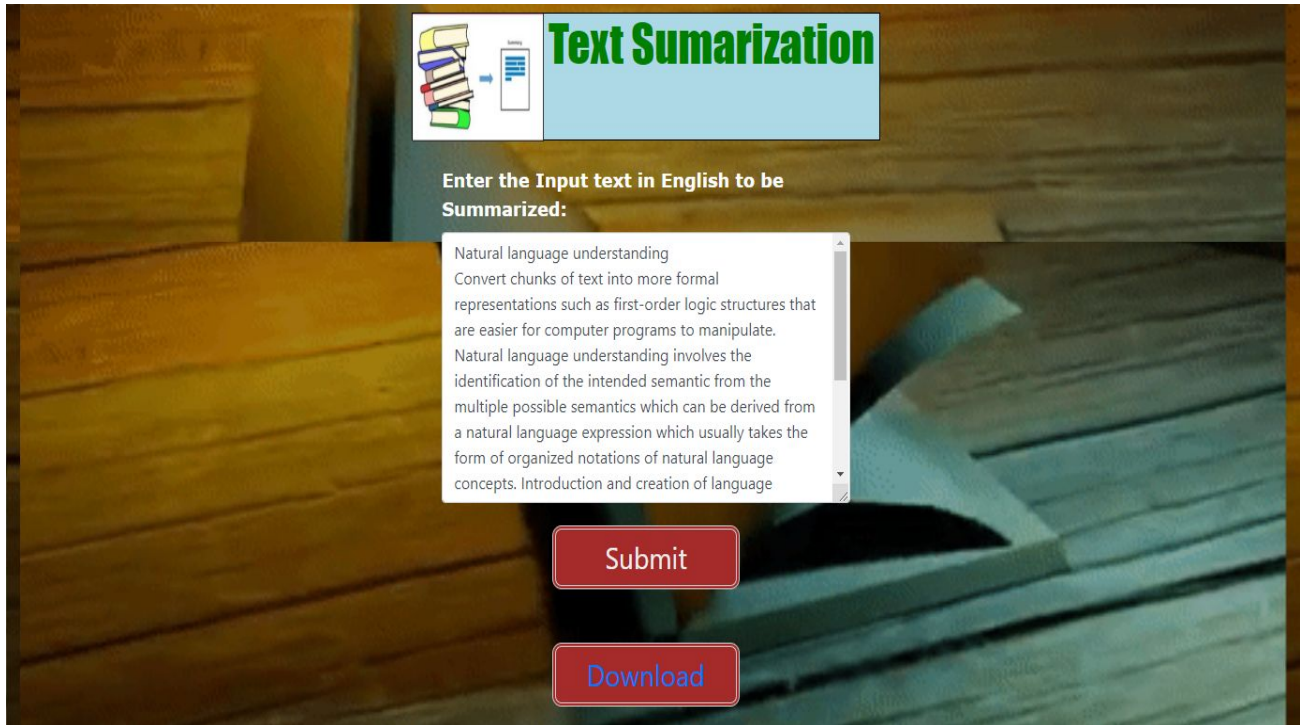 Text Sumarization
Enter the Input text in English to be
Summarized:
Natural language understanding
Convert chunks of text into more formal
representations such as first-order logic structures that
are easier for computer programs to manipulate.
Natural language understanding involves the
identification of the intended semantic from the
multiple possible semantics which can be derived from
a natural language expression which usually takes the
form of organized notations of natural language
concepts. Introduction and creation of language
Submit
Download